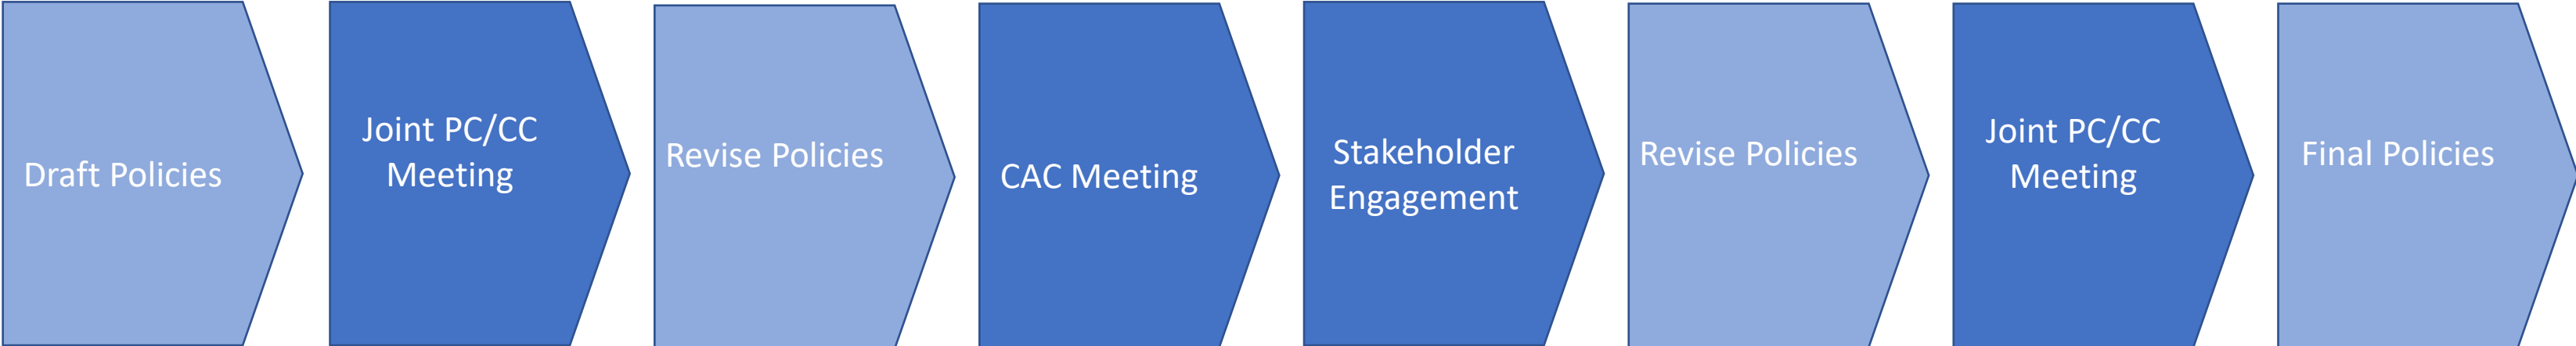 Draft Policies
Joint PC/CC
Meeting
Revise Policies
CAC Meeting
Stakeholder
Engagement
Revise Policies
Joint PC/CC
Meeting
Final Policies